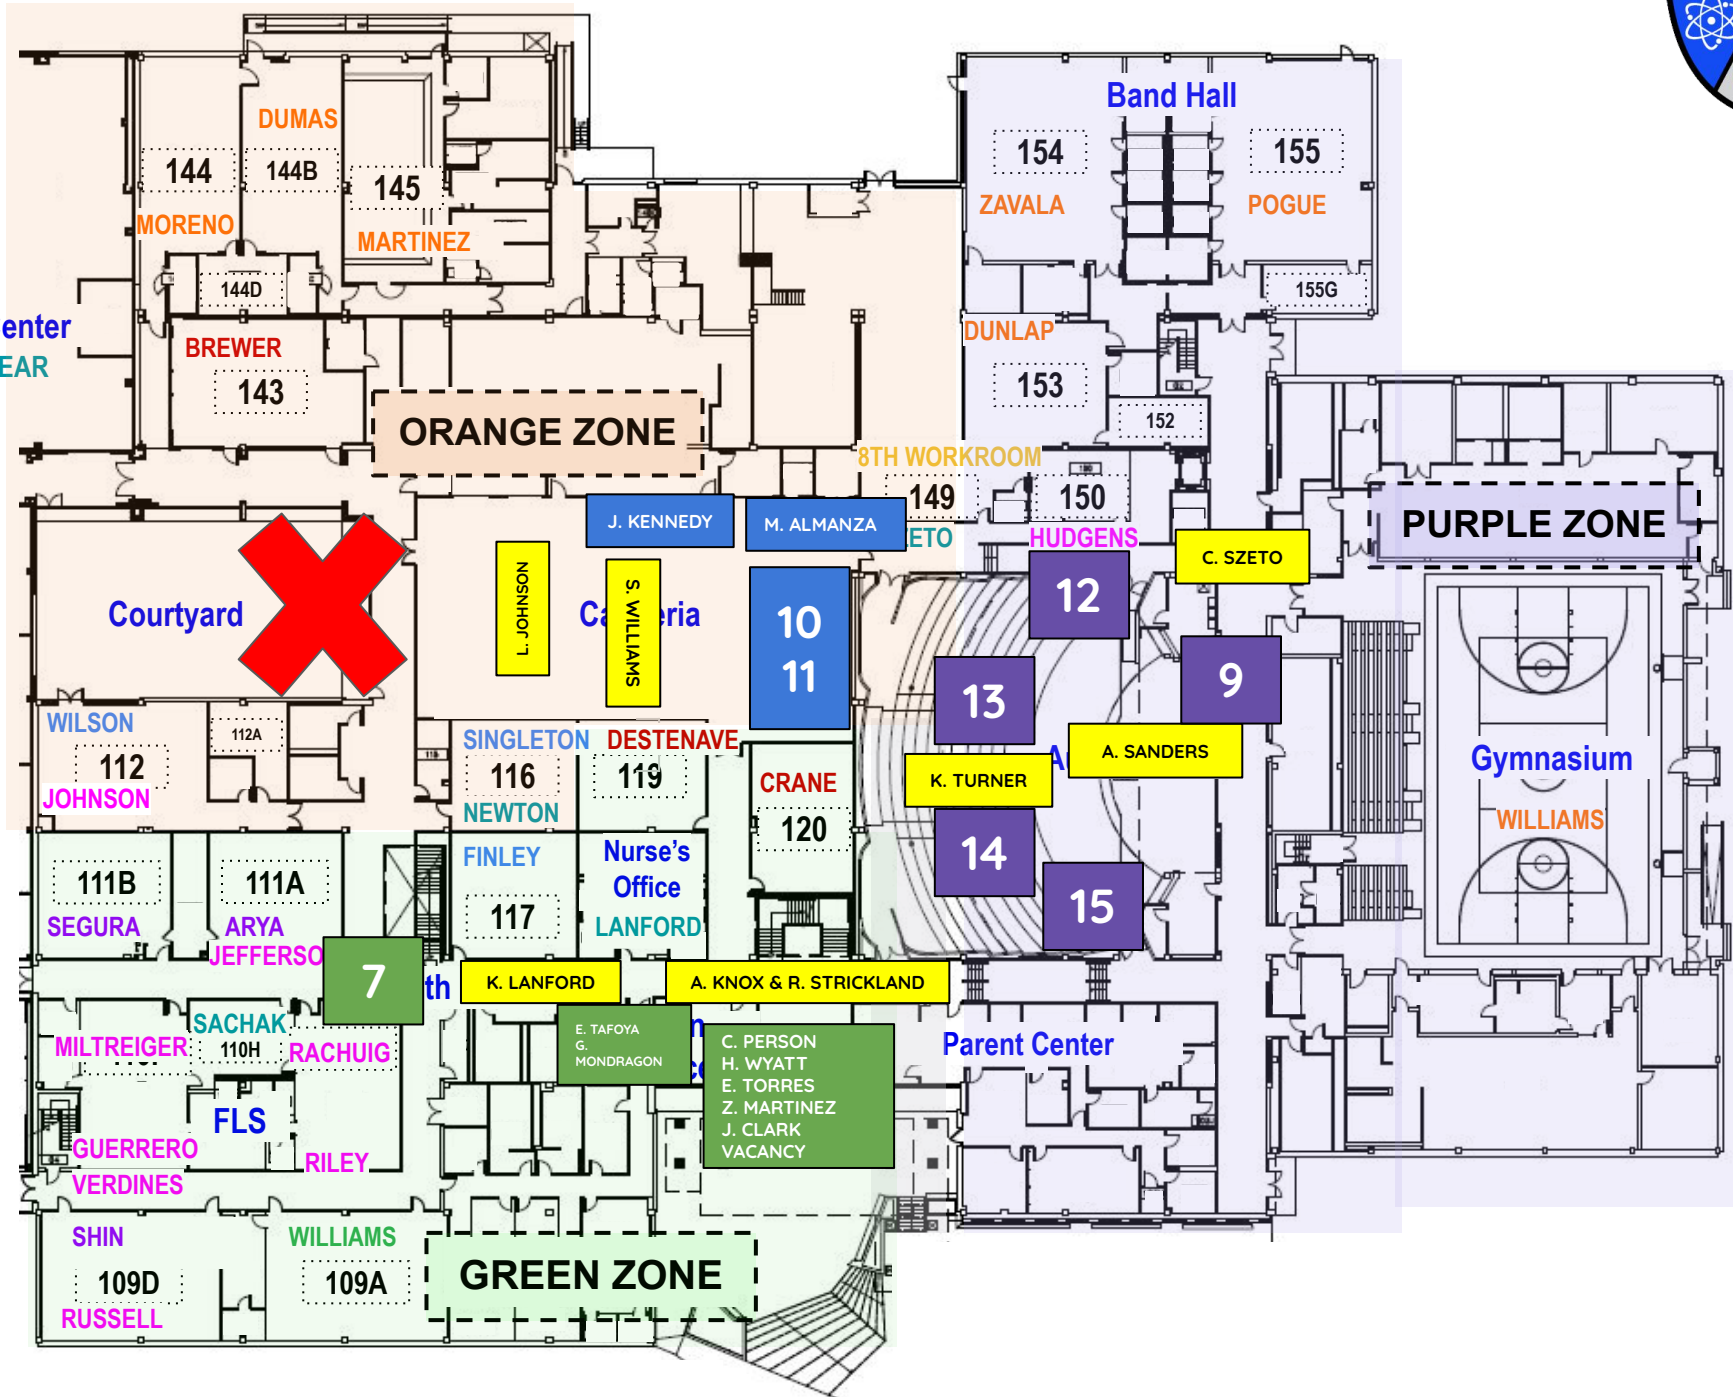 Band Hall
DUMAS
144
144B
145
154
155
MORENO
MARTINEZ
ZAVALA
POGUE
144D
155G
enter
EAR
BREWER
143
DUNLAP
153
152
ORANGE ZONE
8TH WORKROOM
149
150
ETO
HUDGENS
PURPLE ZONE
J. KENNEDY
M. ALMANZA
C. SZETO
L. JOHNSON
S. WILLIAMS
Courtyard
Ca eria
10
11
12
13
9
WILSON
112
JOHNSON
112A
SINGLETON
116
NEWTON
DESTENAVE
119
CRANE
120
A. SANDERS
K. TURNER
Gymnasium
WILLIAMS
14
15
111B
SEGURA
111A
ARYA
JEFFERSO
FINLEY
117
Nurse's
Office
LANFORD
7
th
K. LANFORD
A. KNOX & R. STRICKLAND
MILTREIGER
SACHAK
110H
RACHUIG
E. TAFOYA
G.
MONDRAGON
C. PERSON
H. WYATT
E. TORRES
Z. MARTINEZ
J. CLARK
VACANCY
Parent Center
FLS
GUERRERO
VERDINES
RILEY
SHIN
109D
RUSSELL
WILLIAMS
109A
GREEN ZONE